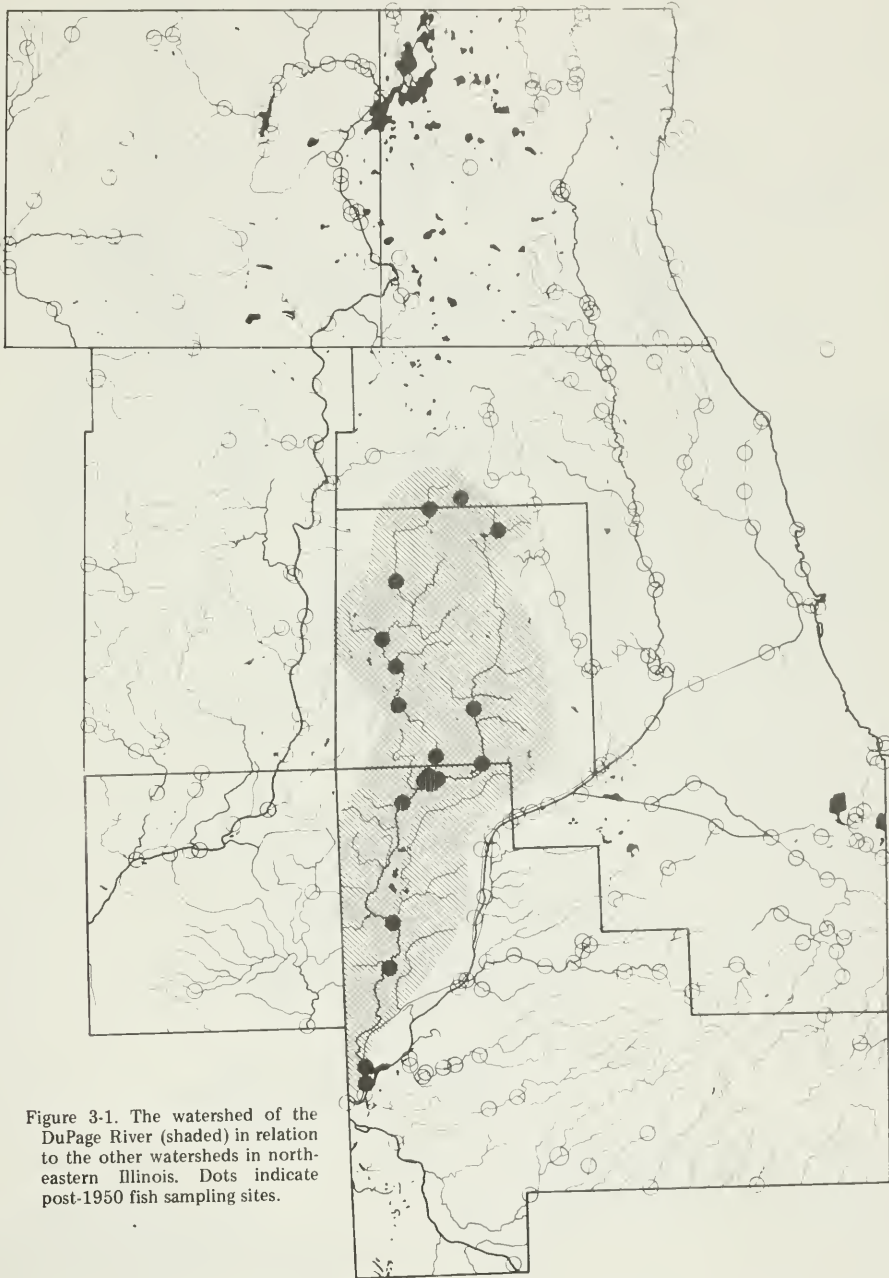 Figure 3-1. The watershed of the
DuPage River (shaded) in relation
to the other watersheds in north-
eastern Illinois. Dots indicate
post-1950 fish sampling sites.